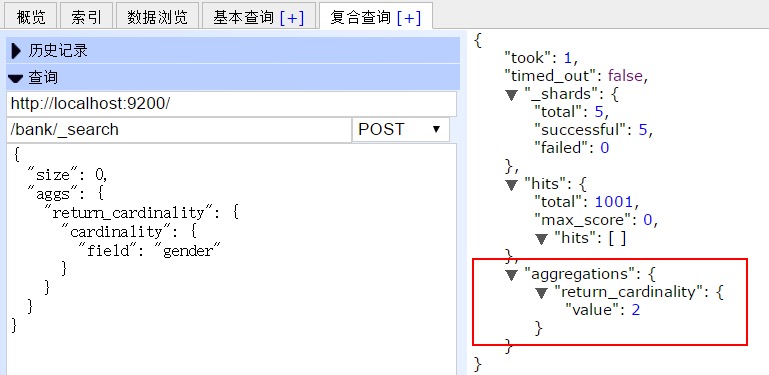 概览 索引 数据浏览 基本查询 [+] 复合查询 [+]
历史记录
查询
http://localhost:9200/
/bank/_search POST
{
"size": 0,
"aggs": {
"return_cardinality": {
"cardinality": {
"field": "gender"
}
}
}
}
{
"took": 1,
"timed_out": false,
"_shards": {
"total": 5,
"successful": 5,
"failed": 0
},
"hits": {
"total": 1001,
"max_score": 0,
"hits": [ ]
},
"aggregations": {
"return_cardinality": {
"value": 2
}
}
}